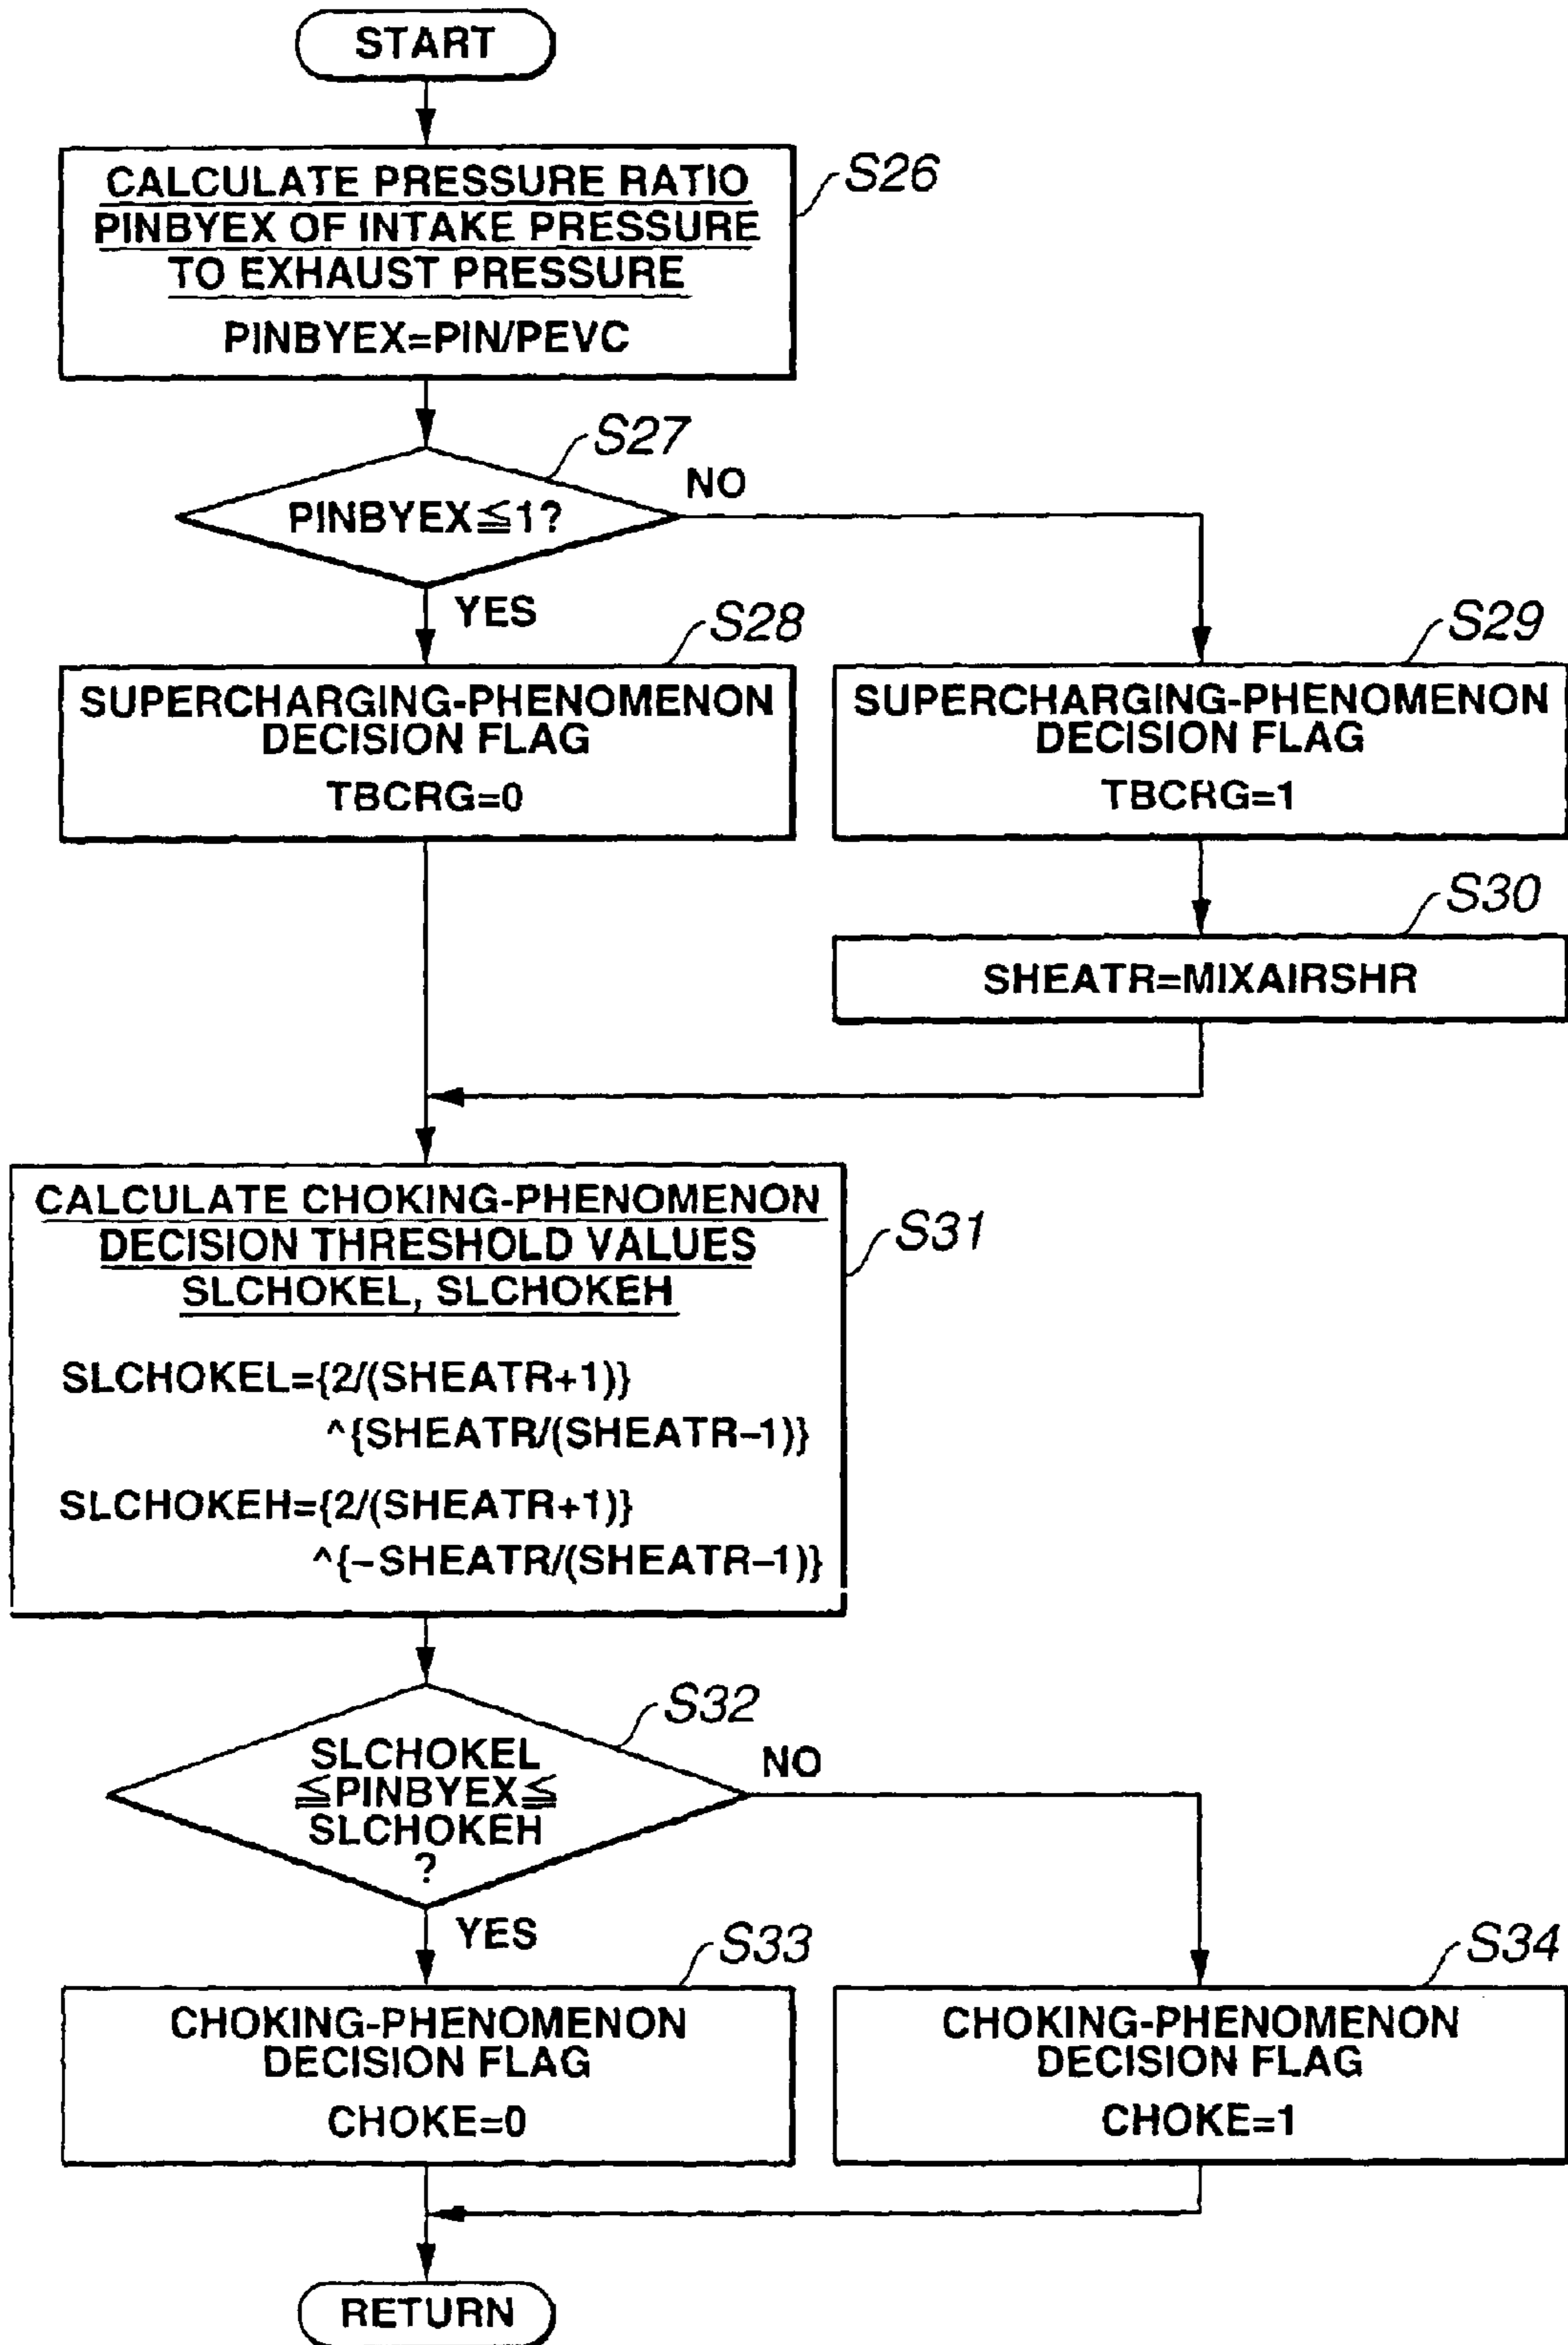 START
CALCULATE PRESSURE RATIO
PINBYEX OF INTAKE PRESSURE
TO EXHAUST PRESSURE
PINBYEX=PIN/PEVC
S26
S27
PINBYEX≦1?
NO
YES
S28
SUPERCHARGING-PHENOMENON
DECISION FLAG
TBCRG=0
S29
SUPERCHARGING-PHENOMENON
DECISION FLAG
TBCRG=1
S30
SHEATR=MIXAIRSHR
CALCULATE CHOKING-PHENOMENON
DECISION THRESHOLD VALUES
SLCHOKEL, SLCHOKEH
SLCHOKEL={2/(SHEATR+1)}
^{SHEATR/(SHEATR–1)}
SLCHOKEH={2/(SHEATR+1)}
^{–SHEATR/(SHEATR–1)}
S31
S32
SLCHOKEL
≦PINBYEX≦
SLCHOKEH
?
NO
YES
S33
CHOKING-PHENOMENON
DECISION FLAG
CHOKE=0
S34
CHOKING-PHENOMENON
DECISION FLAG
CHOKE=1
RETURN